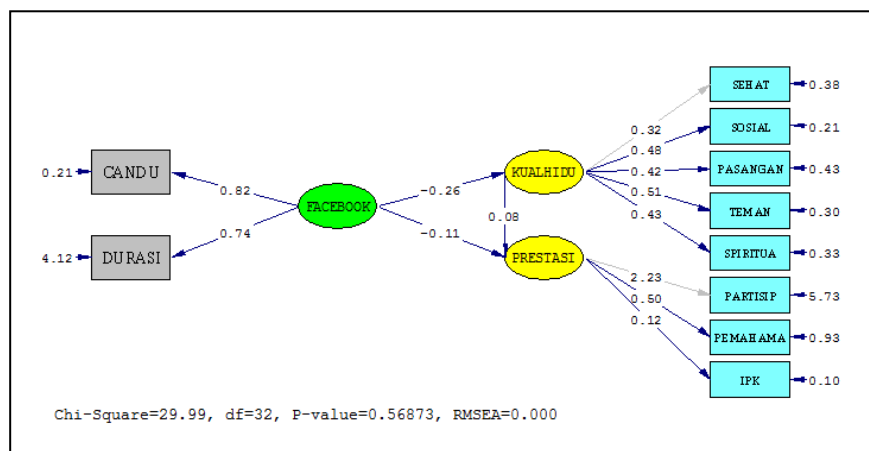 SEHAT
0.38
0.32
SOSIAL
0.21
0.48
0.21
CANDU
KUALHIDU
0.42
PASANGAN
0.43
0.82
-0.26
0.51
FACEBOOK
TEMAN
0.30
0.08
0.43
0.74
-0.11
4.12
DURASI
PRESTASI
SPIRITUA
0.33
2.23
PARTISIP
5.73
0.50
0.12
PEMAHAMA
0.93
IPK
0.10
Chi-Square=29.99, df=32, P-value=0.56873, RMSEA=0.000